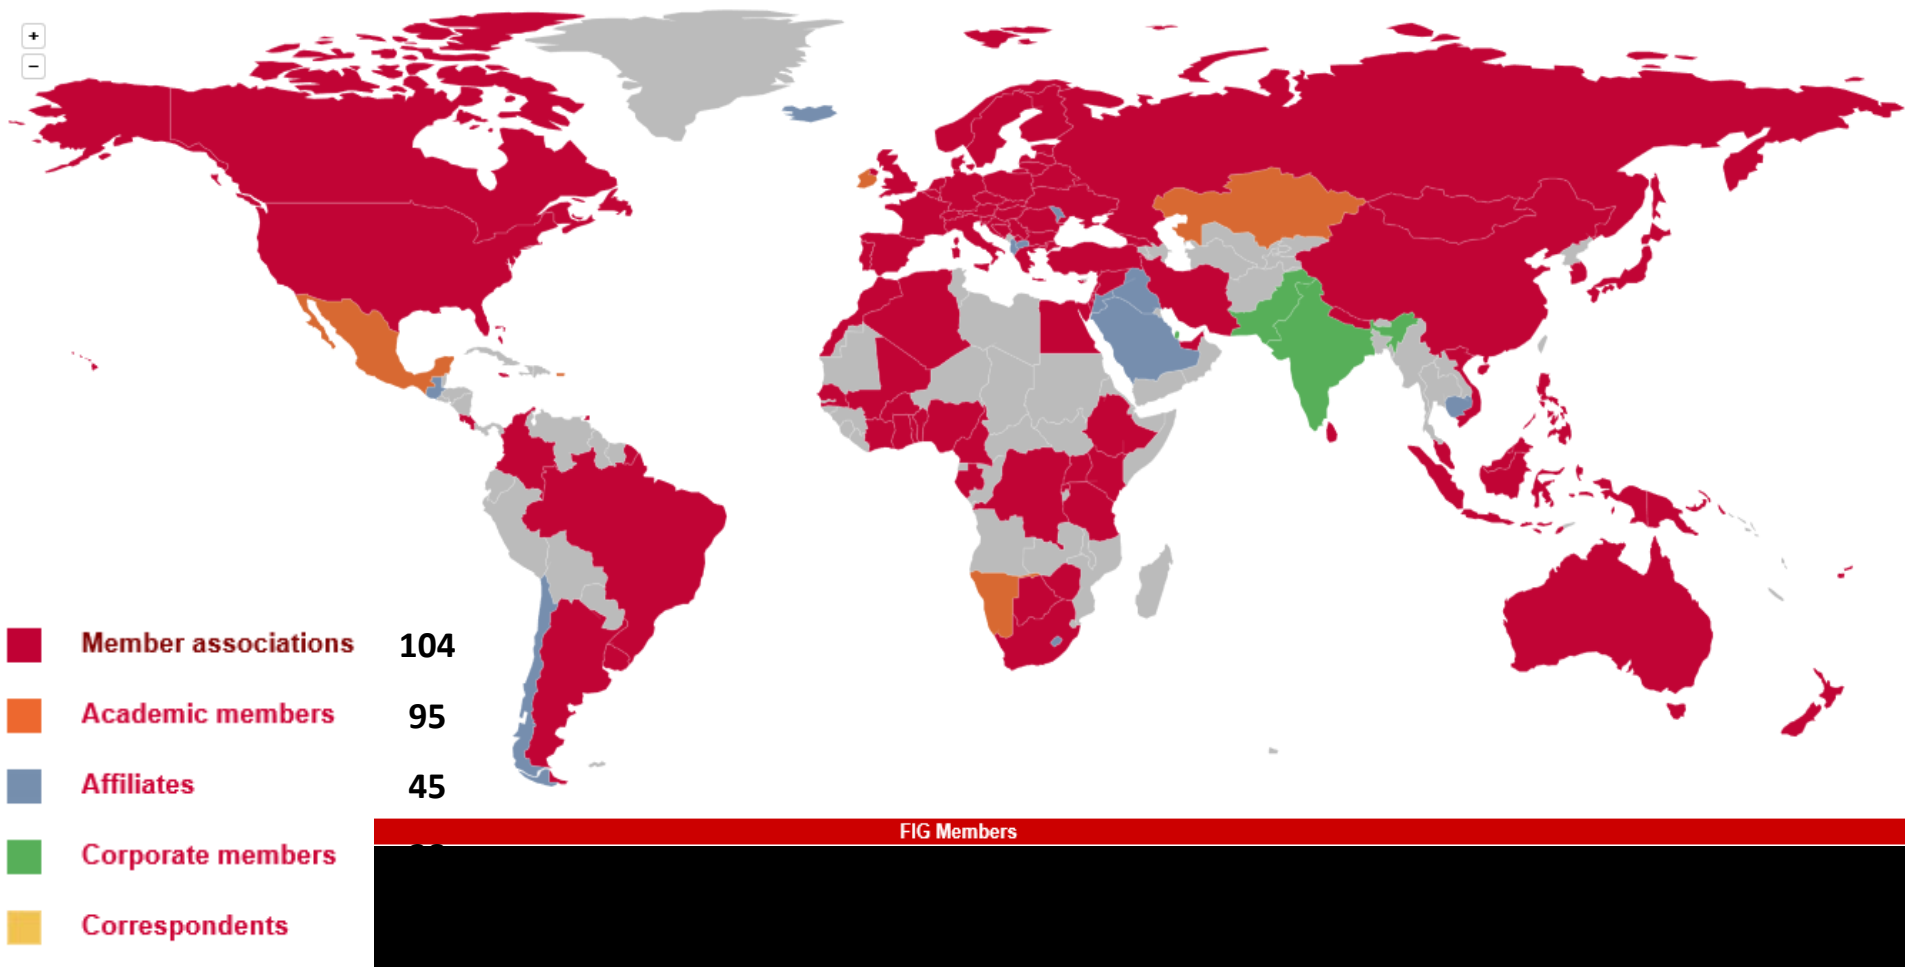 +
−
Member associations 104
Academic members 95
Affiliates 45
FIG Members
Corporate members
Correspondents